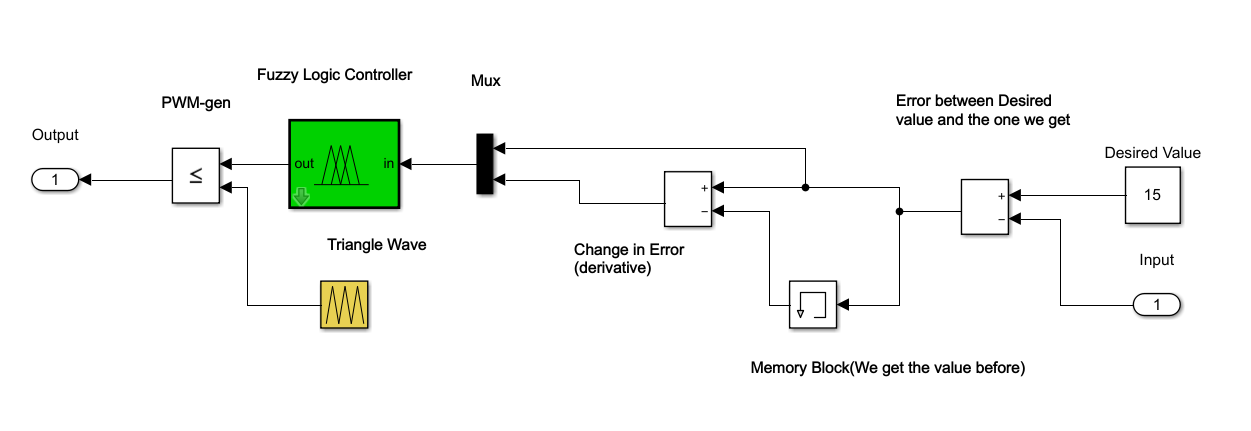 Fuzzy Logic Controller
Mux
PWM-gen
Error between Desired
value and the one we get
Output
Desired Value
1
≤
out
in
+
−
+
−
15
Triangle Wave
Change in Error
(derivative)
Input
1
Memory Block(We get the value before)